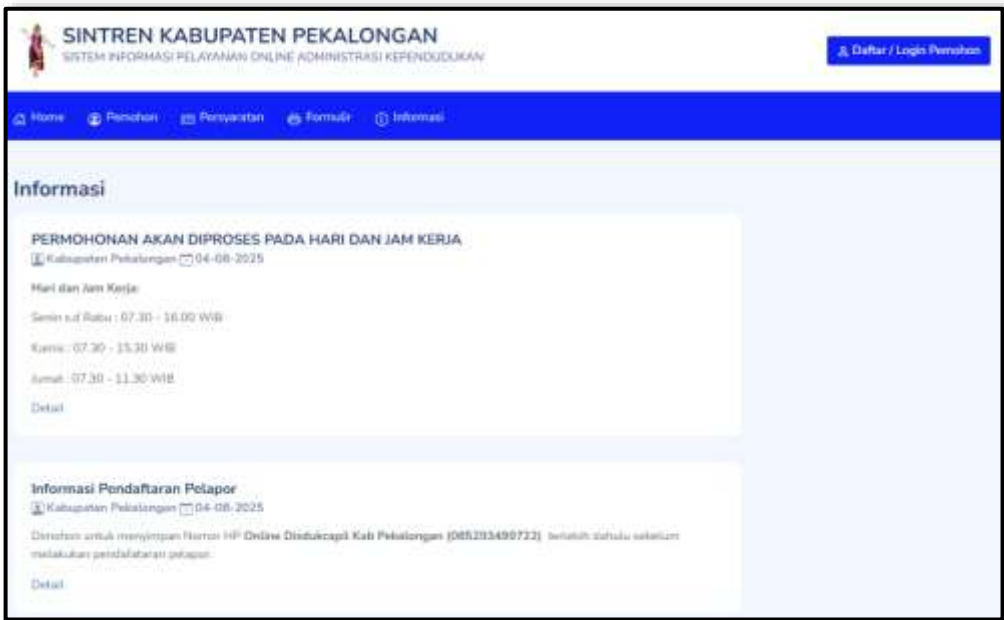 SINTREN KABUPATEN PEKALONGAN
SISTEM INFORMASI PELAYANAN ONLINE ADMINISTRASI KEPENDUDUKAN
Daftar / Login Pemohon
Home Pemohon Persyaratan Formulir Informasi
Informasi
PERMOHONAN AKAN DIPROSES PADA HARI DAN JAM KERJA
Kabupaten Pekalongan 04-08-2025
Hari dan Jam Kerja:
Senin s.d Rabu : 07.30 - 16.00 WIB
Kamis : 07.30 - 15.30 WIB
Jumat : 07.30 - 11.30 WIB
Detail
Informasi Pendaftaran Pelapor
Kabupaten Pekalongan 04-08-2025
Dimohon untuk menyimpan Nomor HP Online Disdukcapil Kab Pekalongan (085293490722) terlebih dahulu sebelum
melakukan pendaftaran pelapor.
Detail